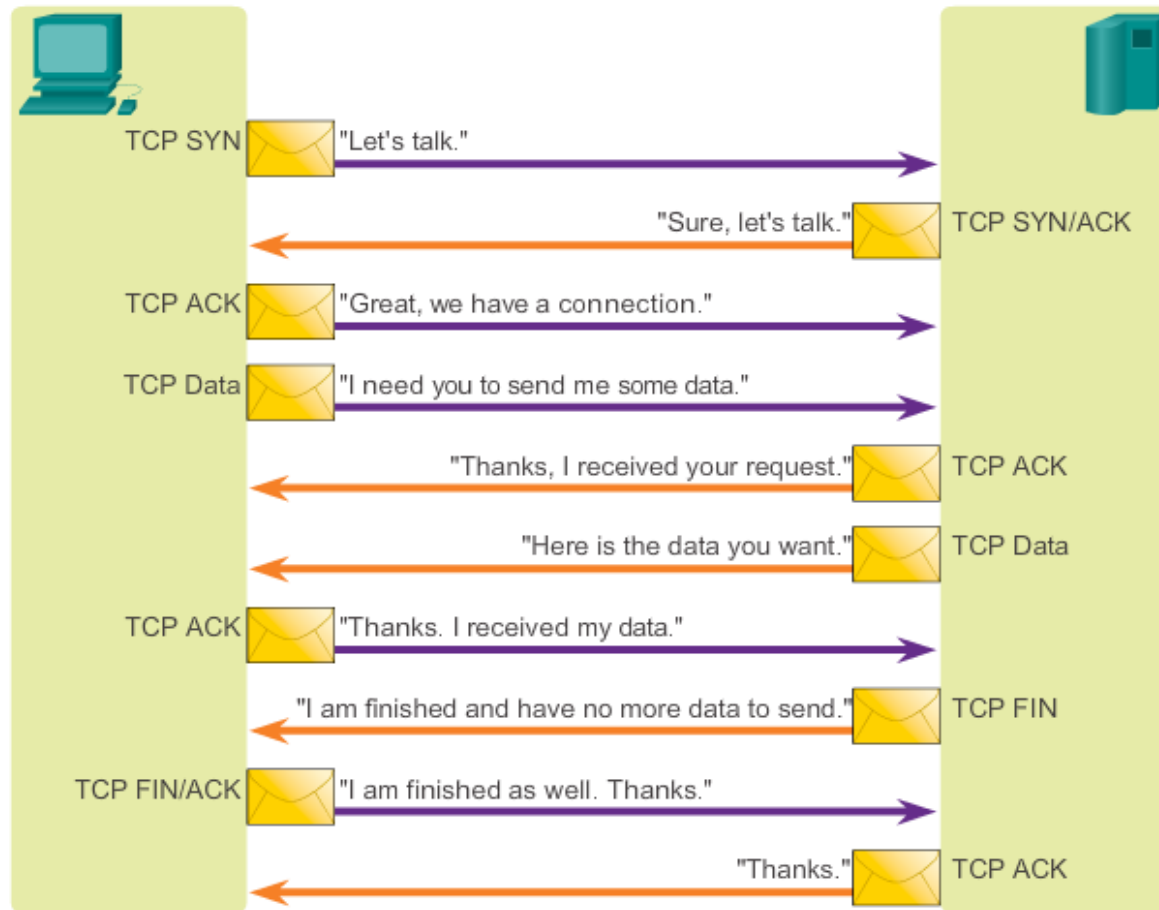 TCP SYN "Let's talk."
"Sure, let's talk." TCP SYN/ACK
TCP ACK "Great, we have a connection."
TCP Data "I need you to send me some data."
"Thanks, I received your request." TCP ACK
"Here is the data you want." TCP Data
TCP ACK "Thanks. I received my data."
"I am finished and have no more data to send." TCP FIN
TCP FIN/ACK "I am finished as well. Thanks."
"Thanks." TCP ACK